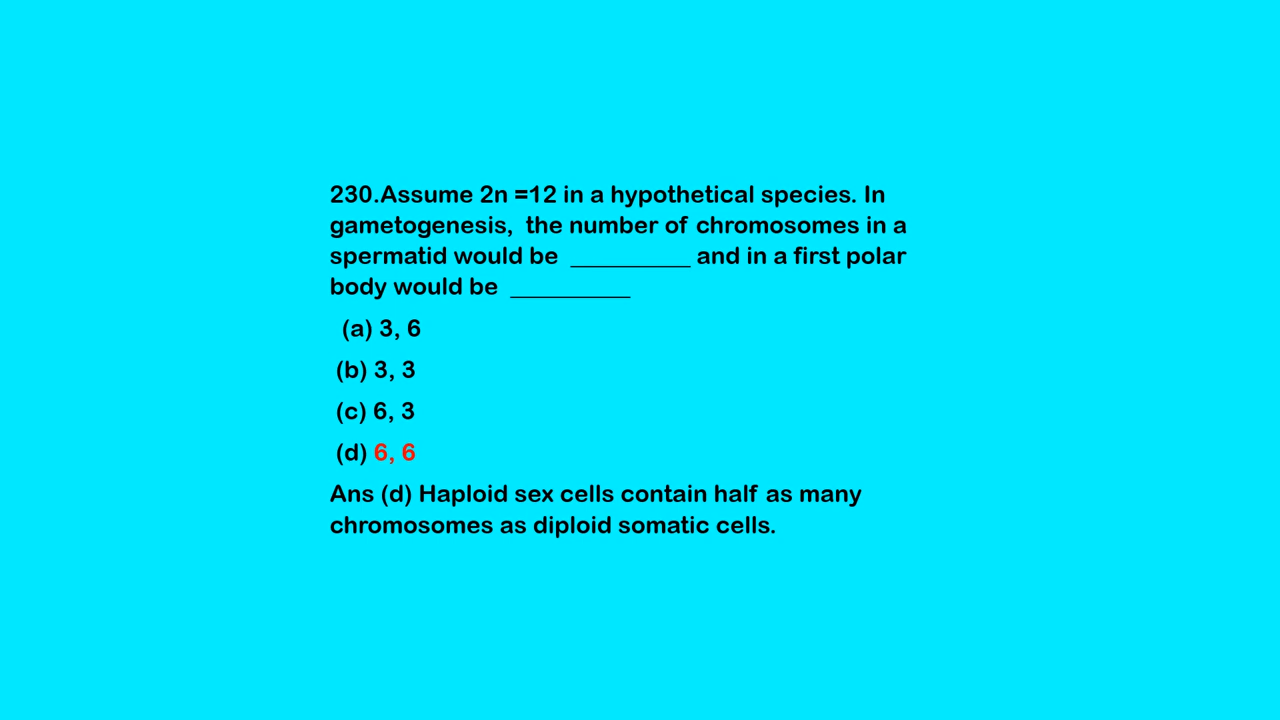 230.Assume 2n =12 in a hypothetical species. In
gametogenesis,  the number of chromosomes in a
spermatid would be  __________ and in a first polar
body would be  __________
(a) 3, 6
(b) 3, 3
(c) 6, 3
(d) 6, 6
Ans (d) Haploid sex cells contain half as many
chromosomes as diploid somatic cells.